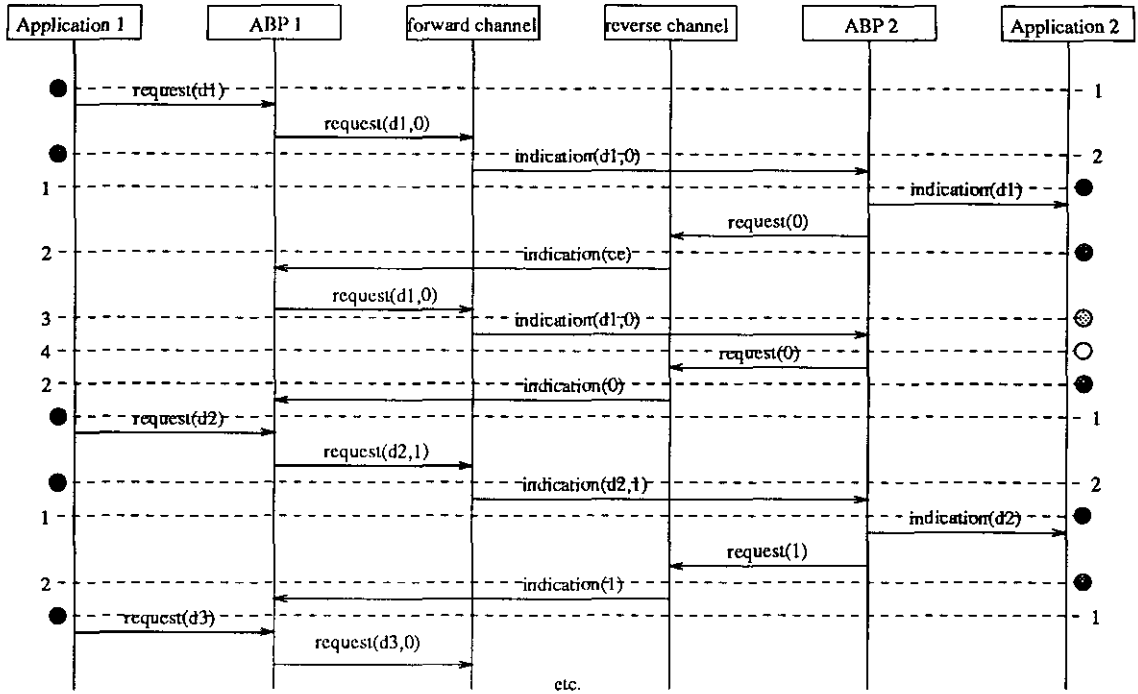 Application 1 ABP 1 forward channel reverse channel ABP 2 Application 2
1
request(d1)
request(d1,0)
2
indication(d1,0)
1
indication(d1)
request(0)
2
indication(ce)
request(d1,0)
3
indication(d1,0)
4
request(0)
2
indication(0)
1
request(d2)
request(d2,1)
2
indication(d2,1)
1
indication(d2)
request(1)
2
indication(1)
1
request(d3)
request(d3,0)
etc.